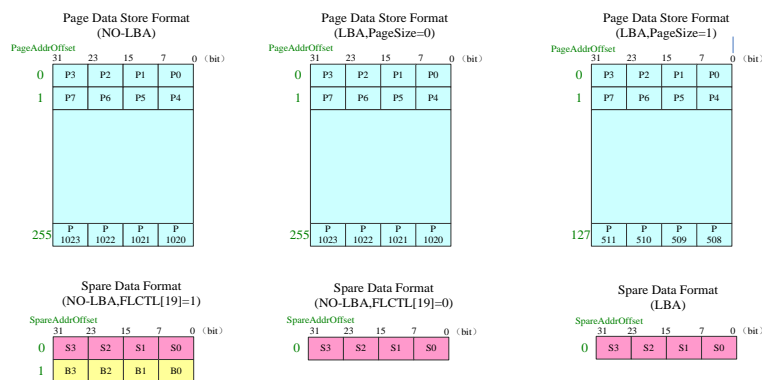 Page Data Store Format
(NO-LBA)
PageAddrOffset
31 23 15 7 0 （bit）
0 P3 P2 P1 P0
1 P7 P6 P5 P4
255 P 1023 P 1022 P 1021 P 1020
Page Data Store Format
(LBA,PageSize=0)
PageAddrOffset
31 23 15 7 0 （bit）
0 P3 P2 P1 P0
1 P7 P6 P5 P4
255 P 1023 P 1022 P 1021 P 1020
Page Data Store Format
(LBA,PageSize=1)
PageAddrOffset
31 23 15 7 0 （bit）
0 P3 P2 P1 P0
1 P7 P6 P5 P4
127 P 511 P 510 P 509 P 508
Spare Data Format
(NO-LBA,FLCTL[19]=1)
SpareAddrOffset
31 23 15 7 0 （bit）
0 S3 S2 S1 S0
1 B3 B2 B1 B0
Spare Data Format
(NO-LBA,FLCTL[19]=0)
SpareAddrOffset
31 23 15 7 0 （bit）
0 S3 S2 S1 S0
Spare Data Format
(LBA)
SpareAddrOffset
31 23 15 7 0 （bit）
0 S3 S2 S1 S0